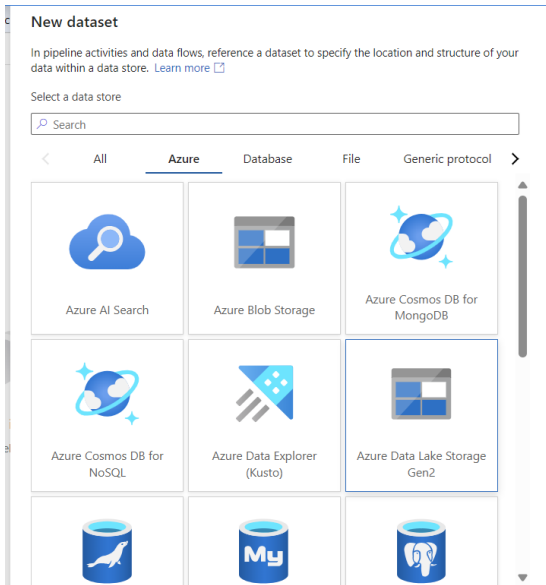 New dataset
In pipeline activities and data flows, reference a dataset to specify the location and structure of your
data within a data store. Learn more
Select a data store
Search
All Azure Database File Generic protocol
Azure AI Search
Azure Blob Storage
Azure Cosmos DB for
MongoDB
Azure Cosmos DB for
NoSQL
Azure Data Explorer
(Kusto)
Azure Data Lake Storage
Gen2
My